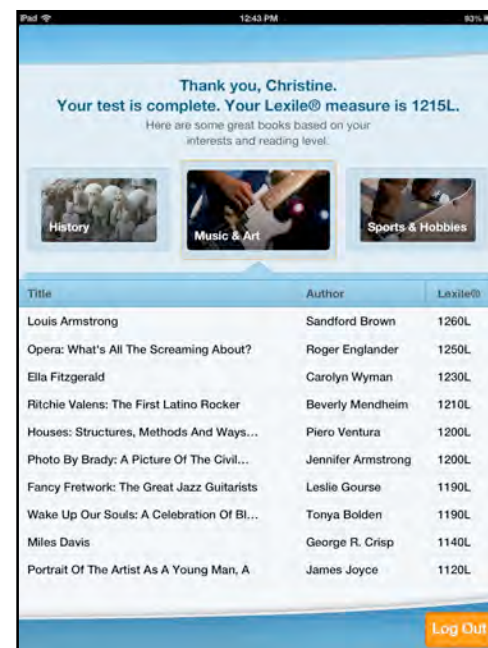 iPad 12:43 PM 93%
Thank you, Christine.
Your test is complete. Your Lexile® measure is 1215L.
Here are some great books based on your
interests and reading level.
History
Music & Art
Sports & Hobbies
Title Author Lexile®
Louis Armstrong Sandford Brown 1260L
Opera: What's All The Screaming About? Roger Englander 1250L
Ella Fitzgerald Carolyn Wyman 1230L
Ritchie Valens: The First Latino Rocker Beverly Mendheim 1210L
Houses: Structures, Methods And Ways... Piero Ventura 1200L
Photo By Brady: A Picture Of The Civil... Jennifer Armstrong 1200L
Fancy Fretwork: The Great Jazz Guitarists Leslie Gourse 1190L
Wake Up Our Souls: A Celebration Of Bl... Tonya Bolden 1190L
Miles Davis George R. Crisp 1140L
Portrait Of The Artist As A Young Man, A James Joyce 1120L
Log Out